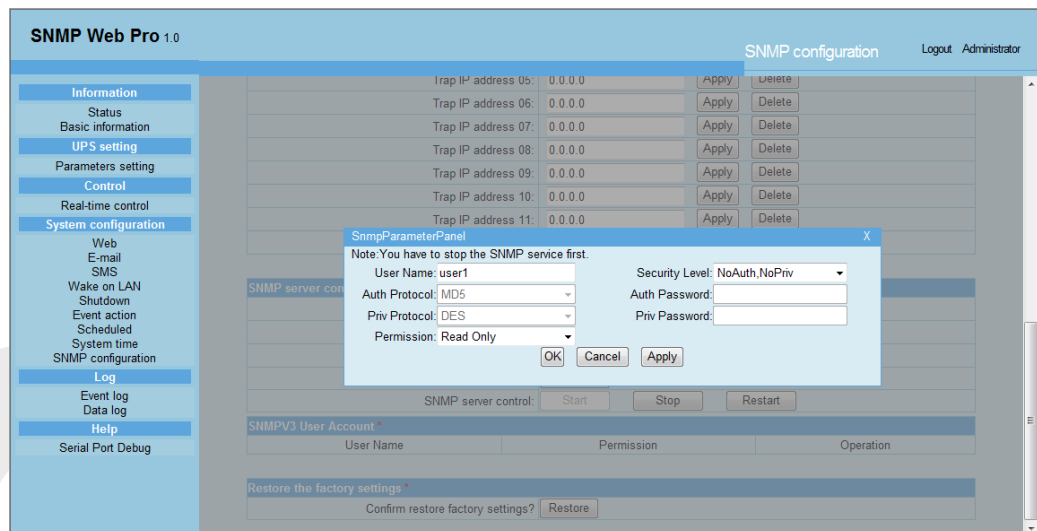 SNMP Web Pro 1.0
SNMP configuration Logout Administrator
Information
Status
Basic information
UPS setting
Parameters setting
Control
Real-time control
System configuration
Web
E-mail
SMS
Wake on LAN
Shutdown
Event action
Scheduled
System time
SNMP configuration
Log
Event log
Data log
Help
Serial Port Debug
Trap IP address 05: 0.0.0.0 Apply Delete
Trap IP address 06: 0.0.0.0 Apply Delete
Trap IP address 07: 0.0.0.0 Apply Delete
Trap IP address 08: 0.0.0.0 Apply Delete
Trap IP address 09: 0.0.0.0 Apply Delete
Trap IP address 10: 0.0.0.0 Apply Delete
Trap IP address 11: 0.0.0.0 Apply Delete
SnmpParameterPanel X
Note:You have to stop the SNMP service first.
User Name: user1 Security Level: NoAuth,NoPriv
Auth Protocol: MD5 Auth Password:
Priv Protocol: DES Priv Password:
Permission: Read Only
OK Cancel Apply
SNMP server con
SNMP server control: Start Stop Restart
SNMPV3 User Account *
User Name Permission Operation
Restore the factory settings *
Confirm restore factory settings? Restore